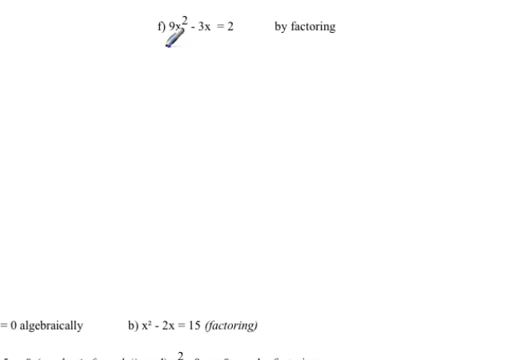 f) 9x² - 3x = 2 by factoring
= 0 algebraically b) x² - 2x = 15 (factoring)